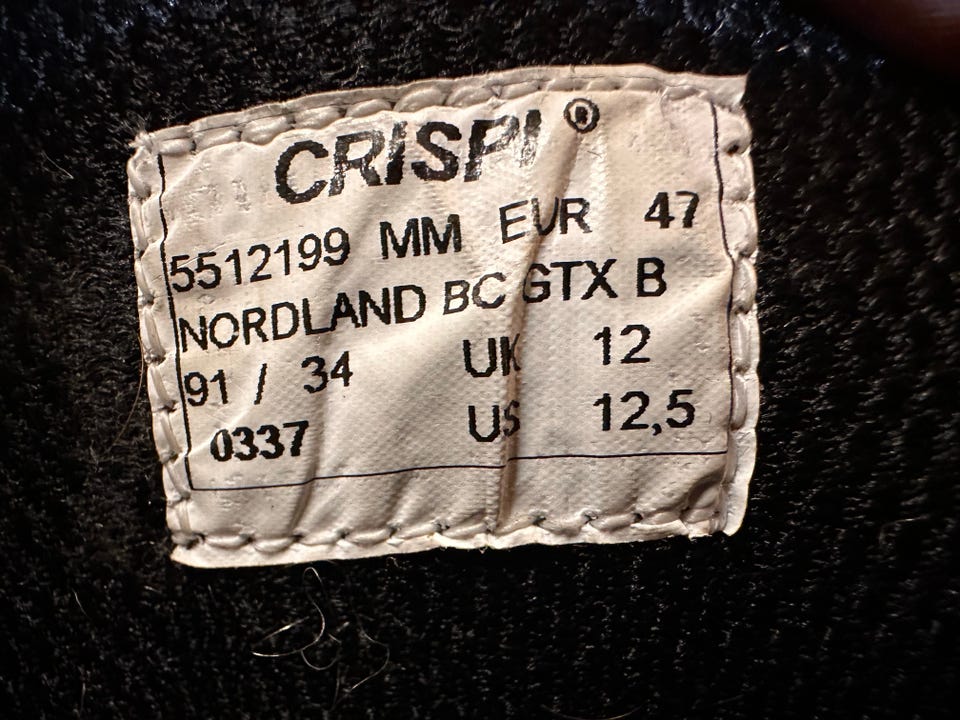 CRISPI ®
5512199 MM EUR 47
NORDLAND BC GTX B
91 / 34 UK 12
0337 US 12,5